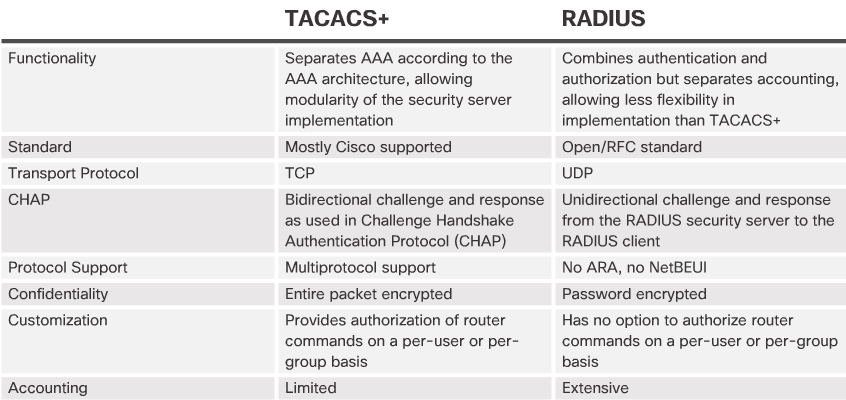 TACACS+ RADIUS
Functionality
Separates AAA according to the
AAA architecture, allowing
modularity of the security server
implementation
Combines authentication and
authorization but separates accounting,
allowing less flexibility in
implementation than TACACS+
Standard
Mostly Cisco supported
Open/RFC standard
Transport Protocol
TCP
UDP
CHAP
Bidirectional challenge and response
as used in Challenge Handshake
Authentication Protocol (CHAP)
Unidirectional challenge and response
from the RADIUS security server to the
RADIUS client
Protocol Support
Multiprotocol support
No ARA, no NetBEUI
Confidentiality
Entire packet encrypted
Password encrypted
Customization
Provides authorization of router
commands on a per-user or per-
group basis
Has no option to authorize router
commands on a per-user or per-group
basis
Accounting
Limited
Extensive